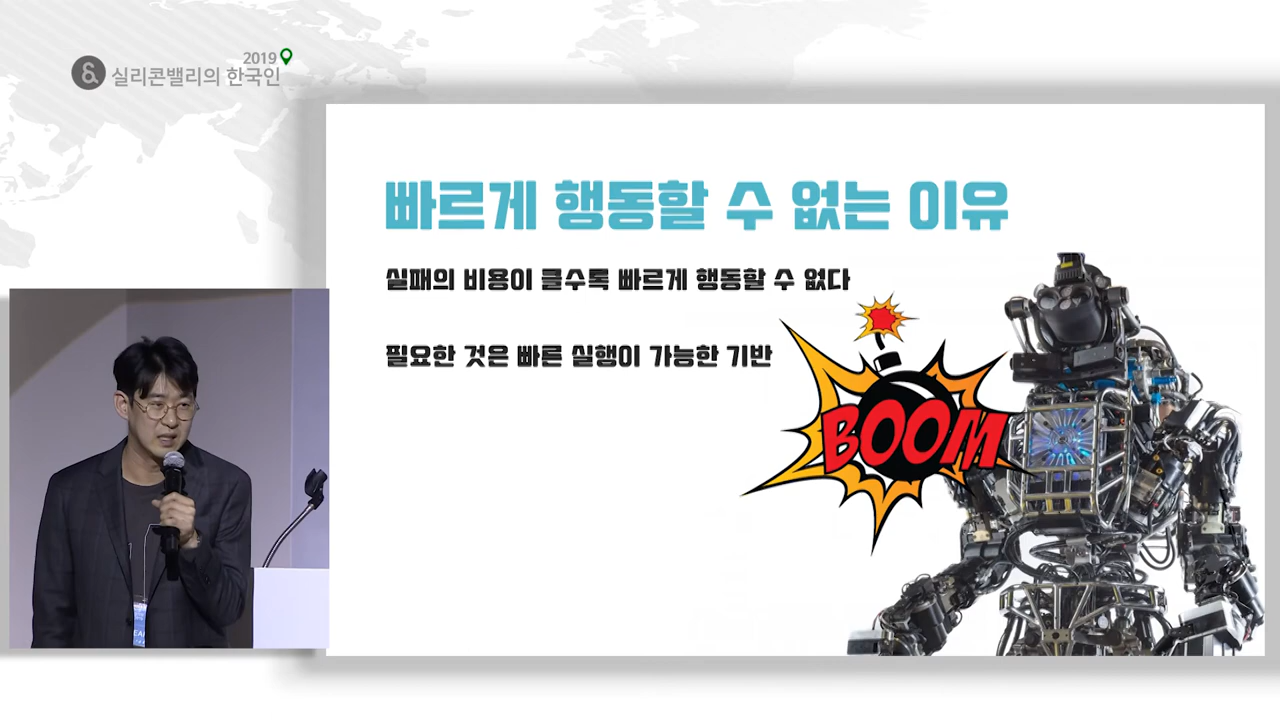 2019
& 실리콘밸리의 한국인
빠르게 행동할 수 없는 이유
실패의 비용이 클수록 빠르게 행동할 수 없다
필요한 것은 빠른 실행이 가능한 기반
BOOM